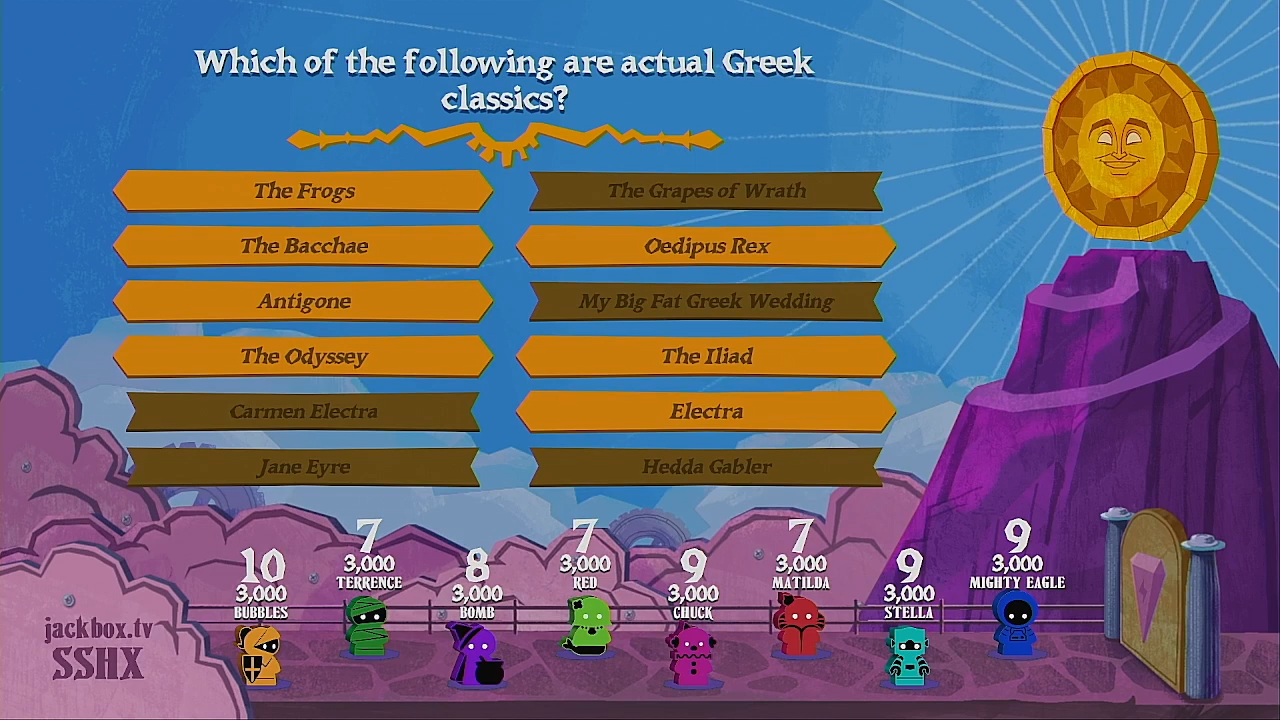 Which of the following are actual Greek
classics?
The Frogs
The Grapes of Wrath
The Bacchae
Oedipus Rex
Antigone
My Big Fat Greek Wedding
The Odyssey
The Iliad
Carmen Electra
Electra
Jane Eyre
Hedda Gabler
10
3,000
BUBBLES
7
3,000
TERRENCE
8
3,000
BOMB
7
3,000
RED
9
3,000
CHUCK
7
3,000
MATILDA
9
3,000
STELLA
9
3,000
MIGHTY EAGLE
jackbox.tv
SSHX